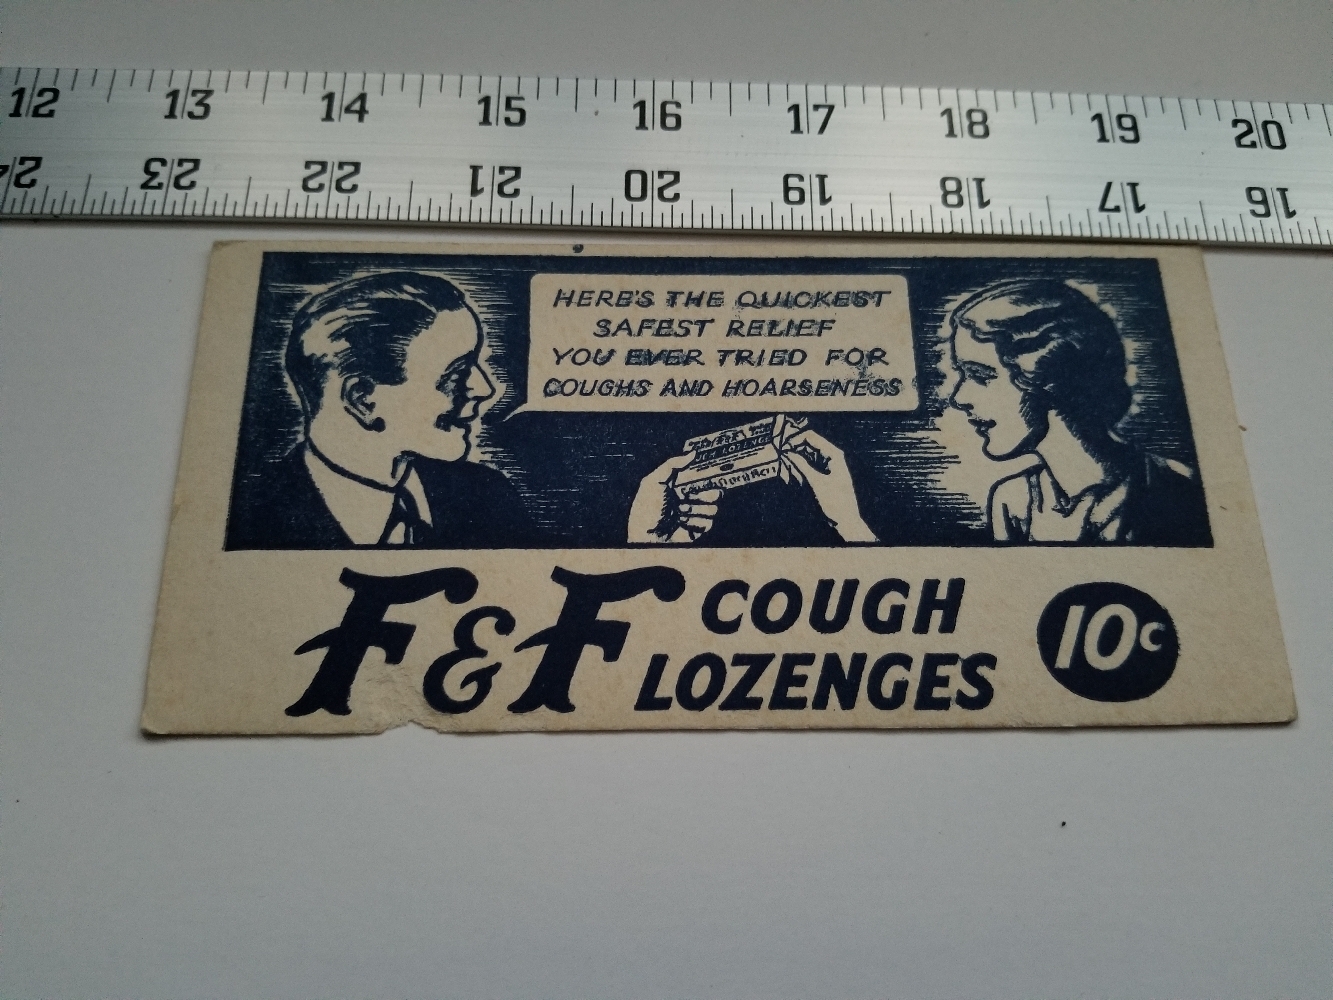 12 13 14 15 16 17 18 19 20
24 23 22 21 20 19 18 17 16
HERE'S THE QUICKEST
SAFEST RELIEF
YOU EVER TRIED FOR
COUGHS AND HOARSENESS
F&F COUGH
LOZENGES
10c